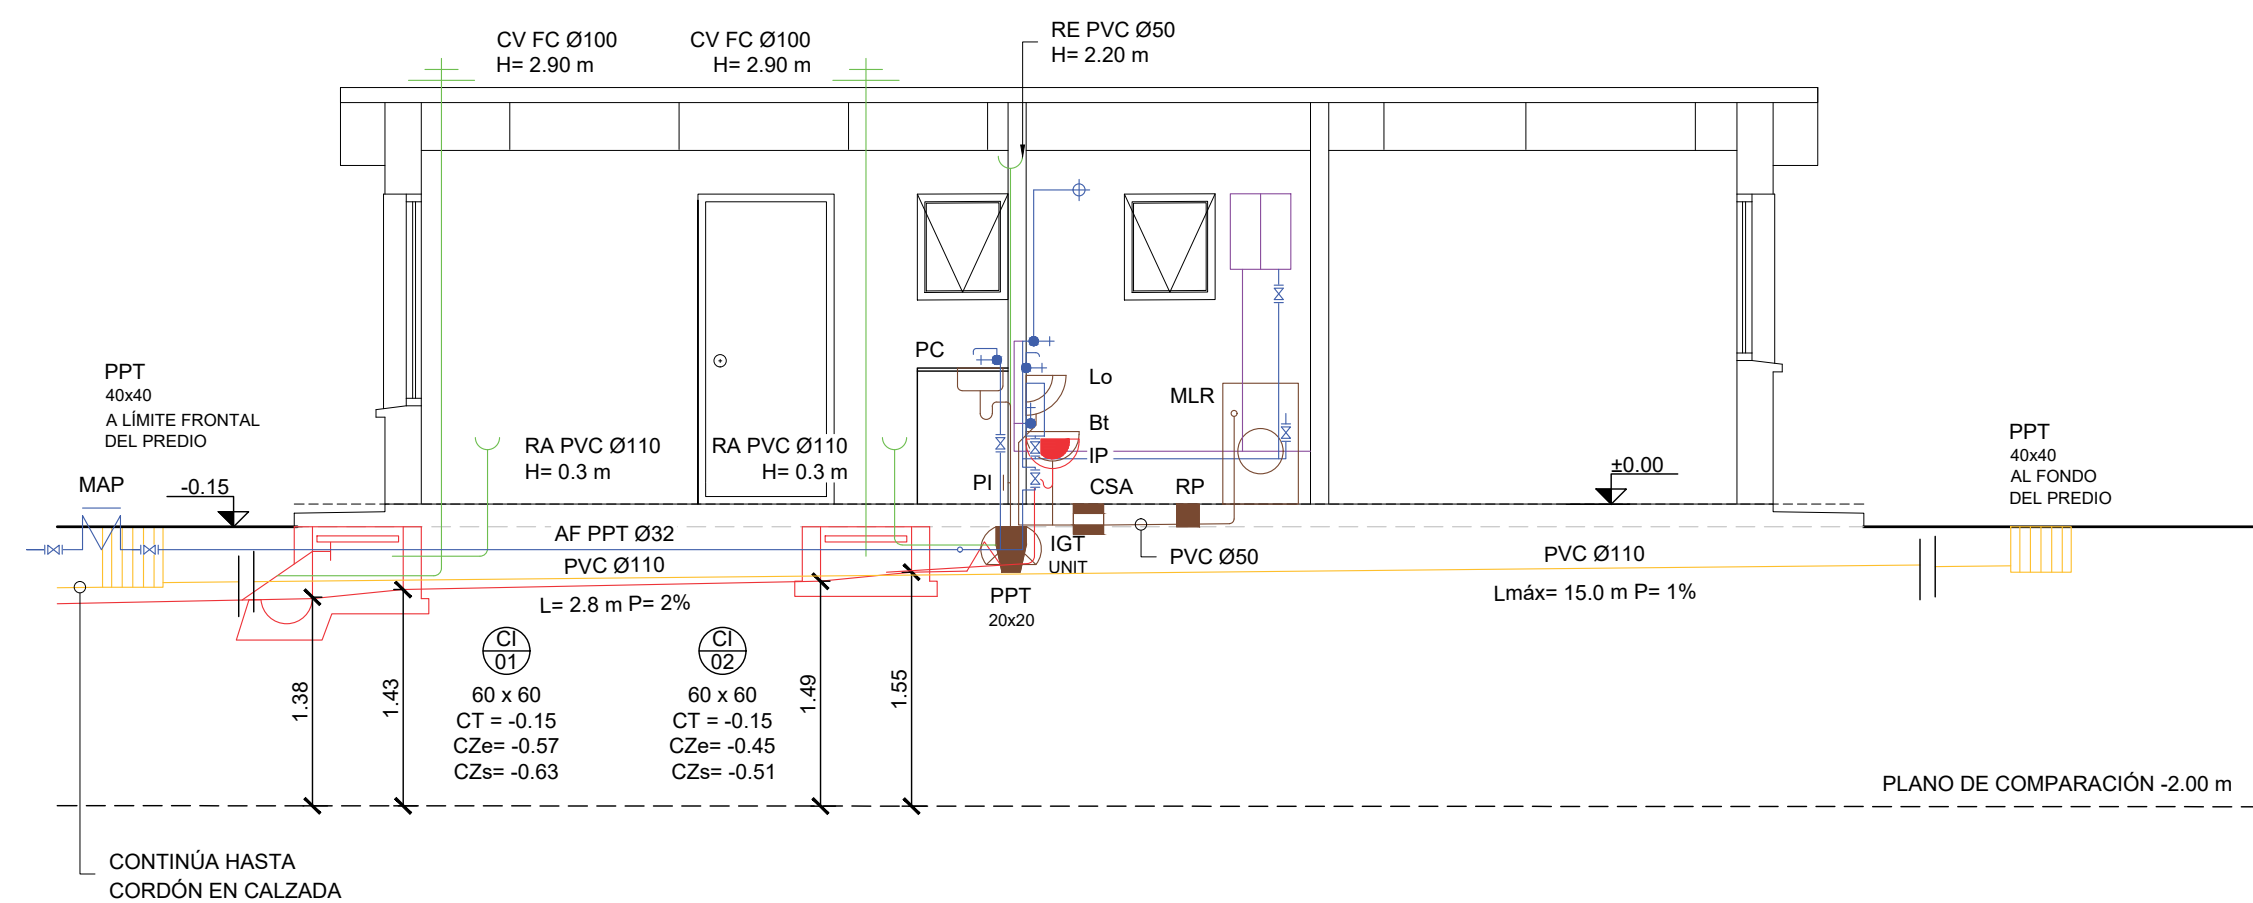 CV FC Ø100
H= 2.90 m
CV FC Ø100
H= 2.90 m
RE PVC Ø50
H= 2.20 m
PPT
40x40
A LÍMITE FRONTAL
DEL PREDIO
MAP
-0.15
RA PVC Ø110
H= 0.3 m
RA PVC Ø110
H= 0.3 m
PC
Lo
Bt
IP
MLR
PI
CSA
RP
±0.00
PPT
40x40
AL FONDO
DEL PREDIO
AF PPT Ø32
PVC Ø110
L= 2.8 m P= 2%
IGT
UNIT
PVC Ø50
PPT
20x20
PVC Ø110
Lmáx= 15.0 m P= 1%
1.38
1.43
CI
01
60 x 60
CT = -0.15
CZe= -0.57
CZs= -0.63
CI
02
60 x 60
CT = -0.15
CZe= -0.45
CZs= -0.51
1.49
1.55
PLANO DE COMPARACIÓN -2.00 m
CONTINÚA HASTA
CORDÓN EN CALZADA